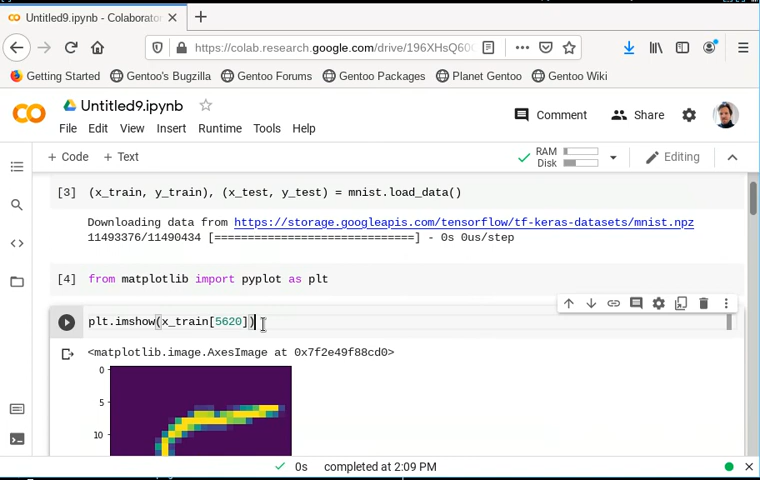 Untitled9.ipynb - Colaborator
https://colab.research.google.com/drive/196XHsQ60
Getting Started Gentoo's Bugzilla Gentoo Forums Gentoo Packages Planet Gentoo Gentoo Wiki
Untitled9.ipynb
Comment Share
File Edit View Insert Runtime Tools Help
+ Code + Text RAM Disk Editing
[3] (x_train, y_train), (x_test, y_test) = mnist.load_data()
Downloading data from https://storage.googleapis.com/tensorflow/tf-keras-datasets/mnist.npz
11493376/11490434 [==============================] - 0s 0us/step
[4] from matplotlib import pyplot as plt
plt.imshow(x_train[5620])
<matplotlib.image.AxesImage at 0x7f2e49f88cd0>
0
5
10
0s completed at 2:09 PM